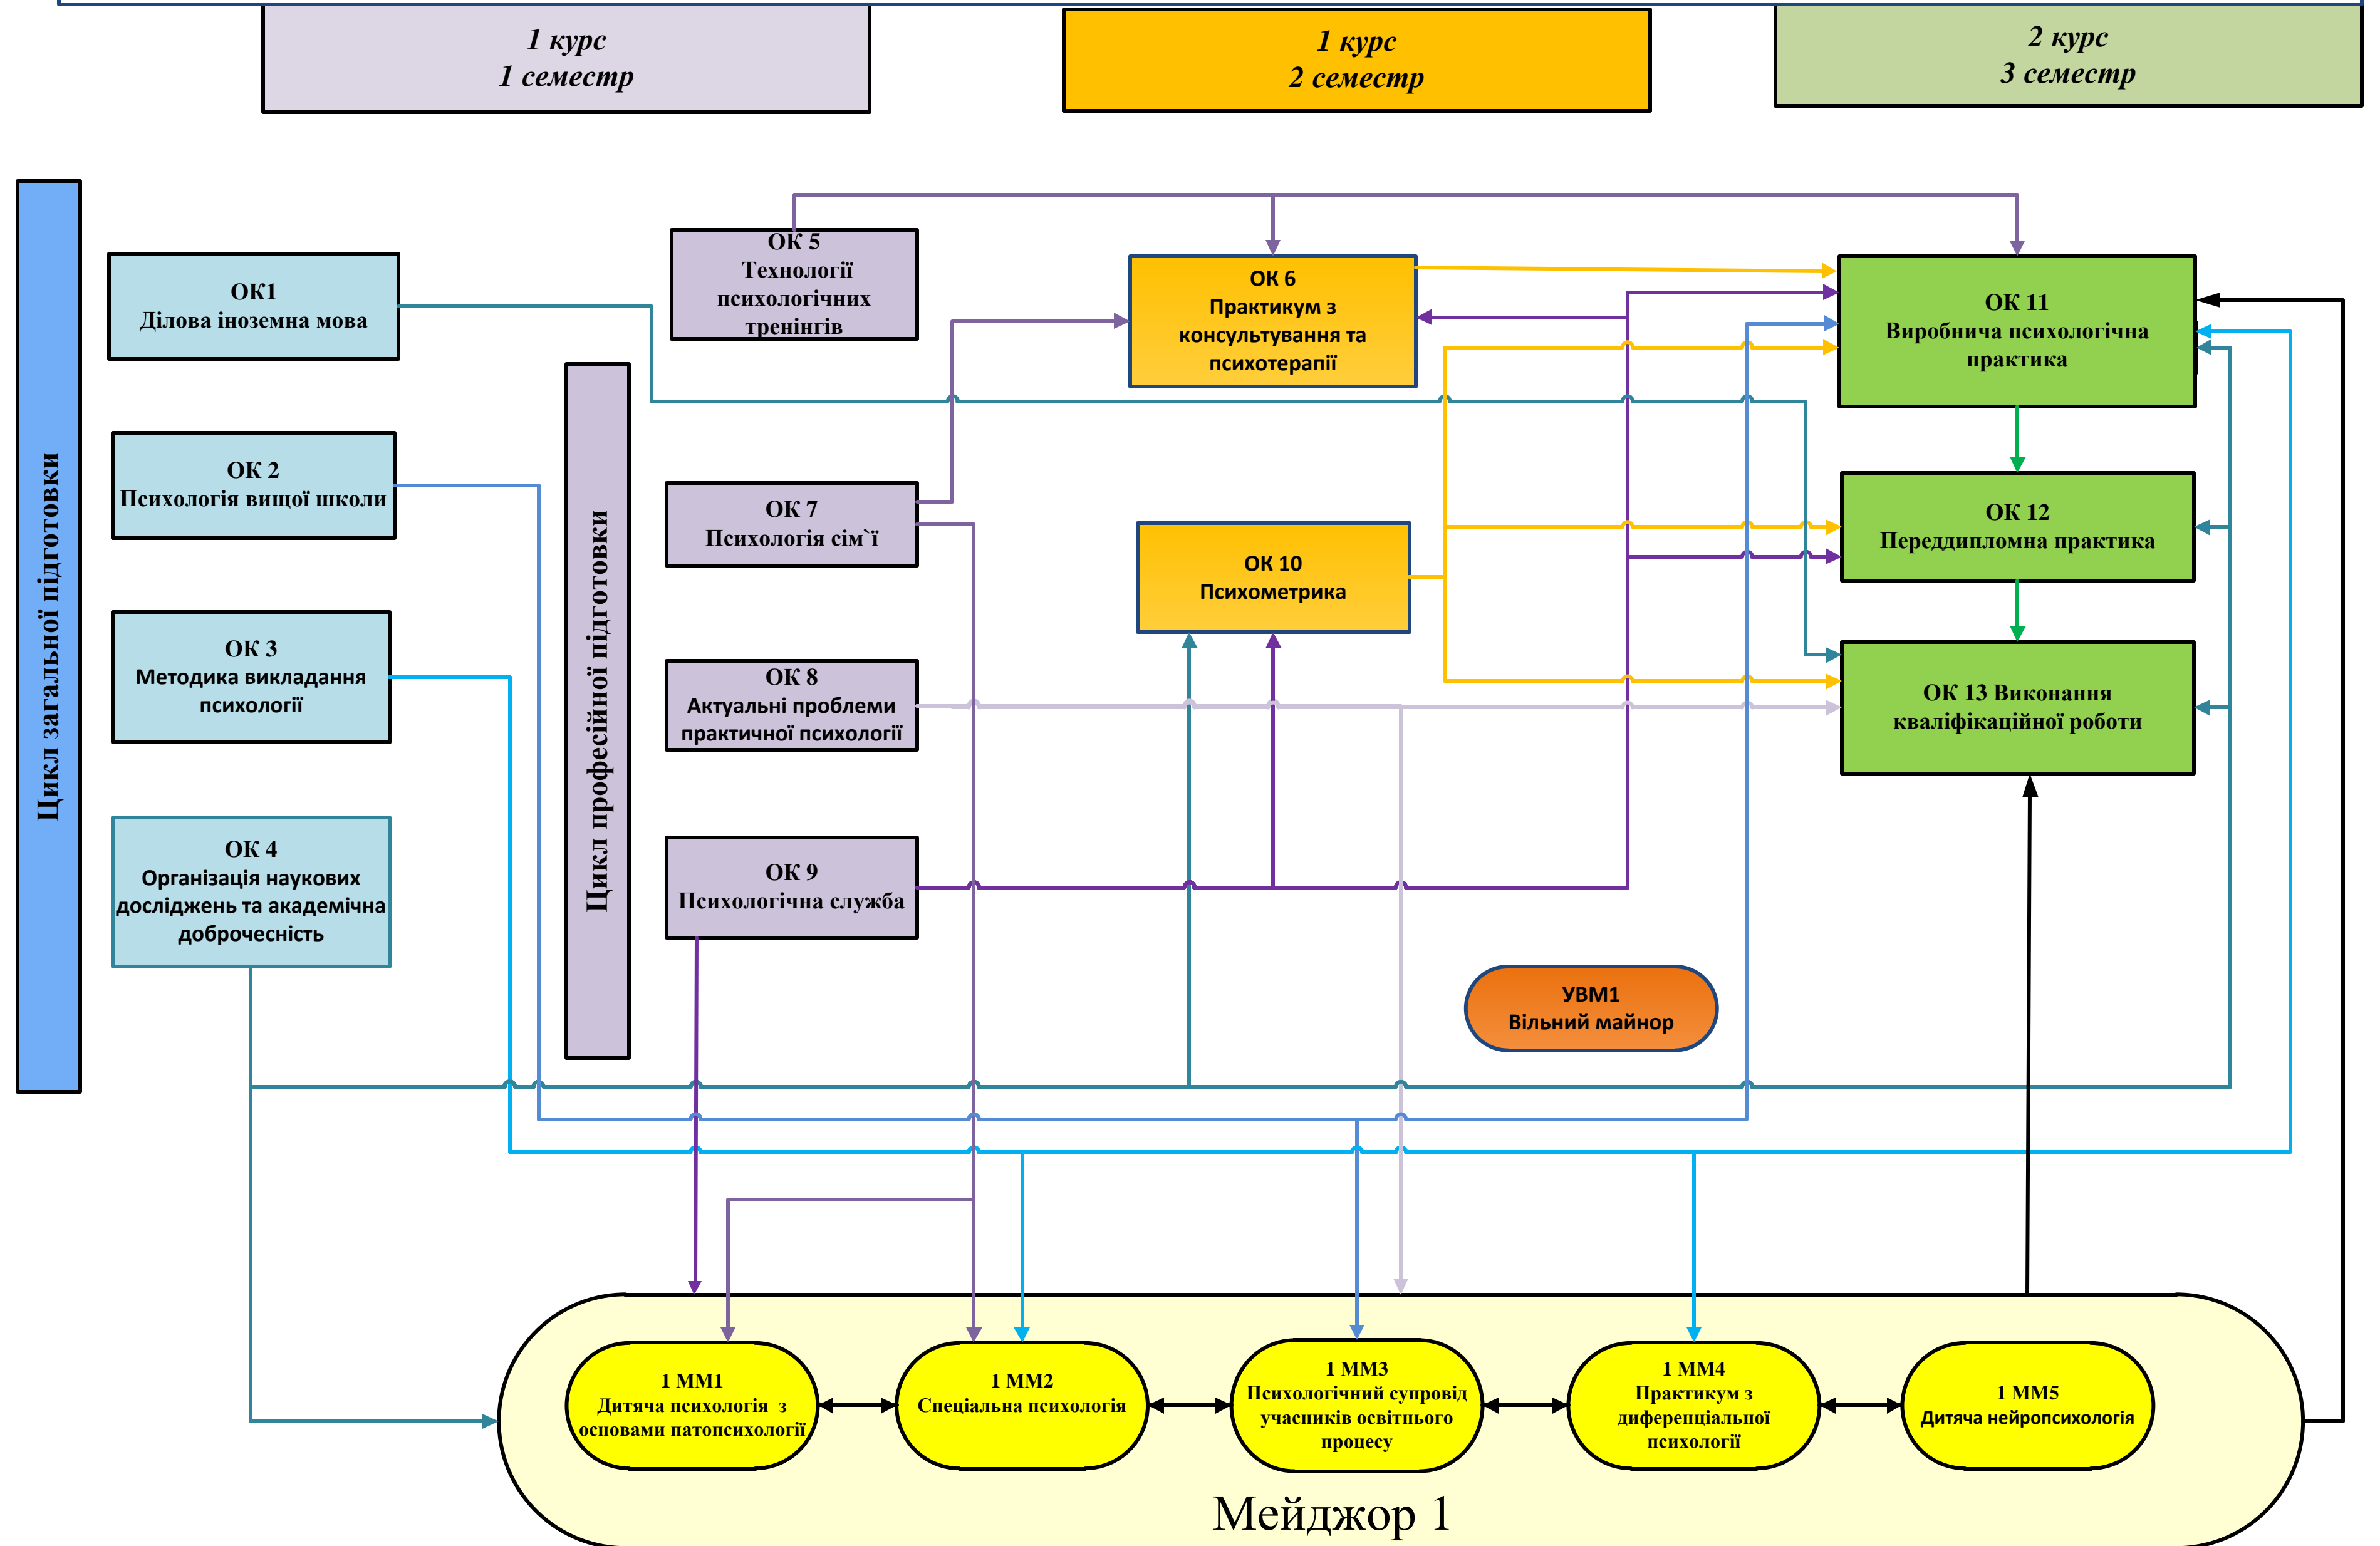 1 курс
1 семестр
1 курс
2 семестр
2 курс
3 семестр
Цикл загальної підготовки
ОК1
Ділова іноземна мова
ОК 2
Психологія вищої школи
ОК 3
Методика викладання
психології
ОК 4
Організація наукових
досліджень та академічна
доброчесність
Цикл професійної підготовки
ОК 5
Технології
психологічних
тренінгів
ОК 7
Психологія сім`ї
ОК 8
Актуальні проблеми
практичної психології
ОК 9
Психологічна служба
ОК 6
Практикум з
консультування та
психотерапії
ОК 10
Психометрика
ОК 11
Виробнича психологічна
практика
ОК 12
Переддипломна практика
ОК 13 Виконання
кваліфікаційної роботи
УВМ1
Вільний майнор
1 ММ1
Дитяча психологія з
основами патопсихології
1 ММ2
Спеціальна психологія
1 ММ3
Психологічний супровід
учасників освітнього
процесу
1 ММ4
Практикум з
диференціальної
психології
1 ММ5
Дитяча нейропсихологія
Мейджор 1